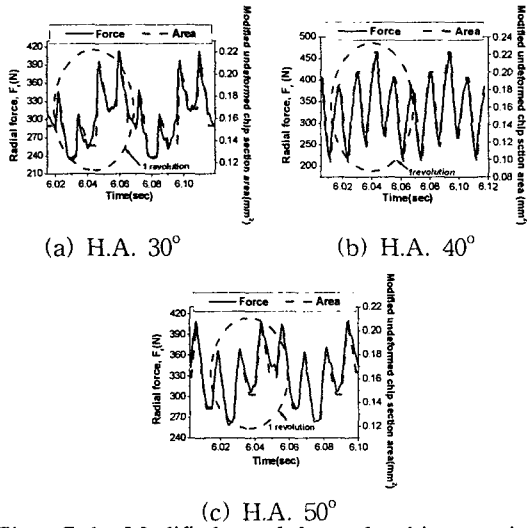 Force
Area
Radial force, Fr(N)
420
390
360
330
300
270
240
210
0.22
0.20
0.18
0.16
0.14
0.12
Modified undeformed chip section area(mm²)
1 revolution
6.02 6.04 6.06 6.08 6.10
Time(sec)
(a) H.A. 30°
Force
Area
Radial force, Fr(N)
500
450
400
350
300
250
200
0.24
0.22
0.20
0.18
0.16
0.14
0.12
0.10
0.08
Modified undeformed chip sction area (mm²)
1revolution
6.02 6.04 6.06 6.08 6.10 6.12
Time(sec)
(b) H.A. 40°
Force
Area
Radial force, Fr(N)
420
390
360
330
300
270
240
0.22
0.20
0.18
0.16
0.14
0.12
Modified undeformed chip section area(mm²)
1 revolution
6.02 6.04 6.06 6.08 6.10
Time(sec)
(c) H.A. 50°